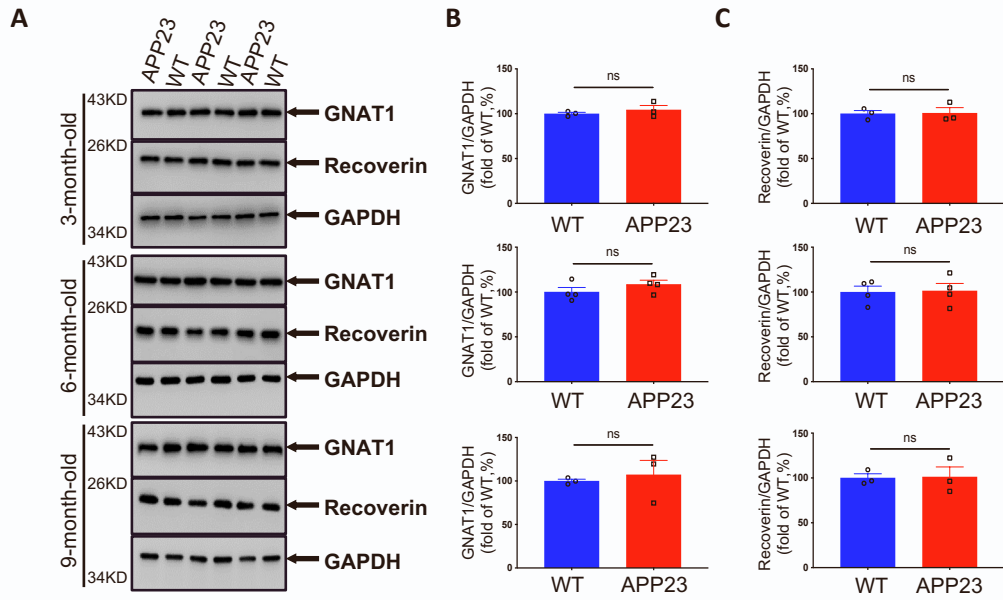 A
APP23 WT APP23 WT APP23 WT
3-month-old
43KD
GNAT1
26KD
Recoverin
GAPDH
34KD
6-month-old
43KD
GNAT1
26KD
Recoverin
GAPDH
34KD
9-month-old
43KD
GNAT1
26KD
Recoverin
GAPDH
34KD
B
GNAT1/GAPDH
(fold of WT,%)
150
100
50
0
ns
WT APP23
GNAT1/GAPDH
(fold of WT,%)
150
100
50
0
ns
WT APP23
GNAT1/GAPDH
(fold of WT,%)
150
100
50
0
ns
WT APP23
C
Recoverin/GAPDH
(fold of WT,%)
150
100
50
0
ns
WT APP23
Recoverin/GAPDH
(fold of WT,%)
150
100
50
0
ns
WT APP23
Recoverin/GAPDH
(fold of WT,%)
150
100
50
0
ns
WT APP23